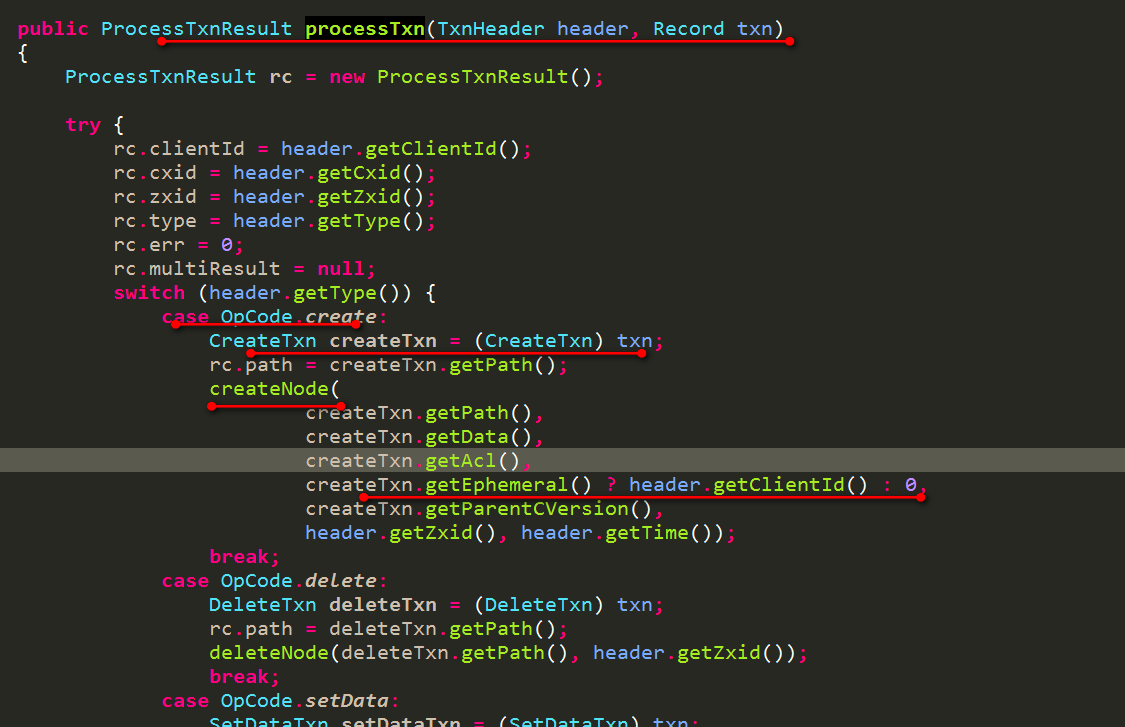 public ProcessTxnResult processTxn(TxnHeader header, Record txn)
{
    ProcessTxnResult rc = new ProcessTxnResult();

    try {
        rc.clientId = header.getClientId();
        rc.cxid = header.getCxid();
        rc.zxid = header.getZxid();
        rc.type = header.getType();
        rc.err = 0;
        rc.multiResult = null;
        switch (header.getType()) {
            case OpCode.create:
                CreateTxn createTxn = (CreateTxn) txn;
                rc.path = createTxn.getPath();
                createNode(
                        createTxn.getPath(),
                        createTxn.getData(),
                        createTxn.getAcl(),
                        createTxn.getEphemeral() ? header.getClientId() : 0,
                        createTxn.getParentCVersion(),
                        header.getZxid(), header.getTime());
                break;
            case OpCode.delete:
                DeleteTxn deleteTxn = (DeleteTxn) txn;
                rc.path = deleteTxn.getPath();
                deleteNode(deleteTxn.getPath(), header.getZxid());
                break;
            case OpCode.setData:
                SetDataTxn setDataTxn = (SetDataTxn) txn;